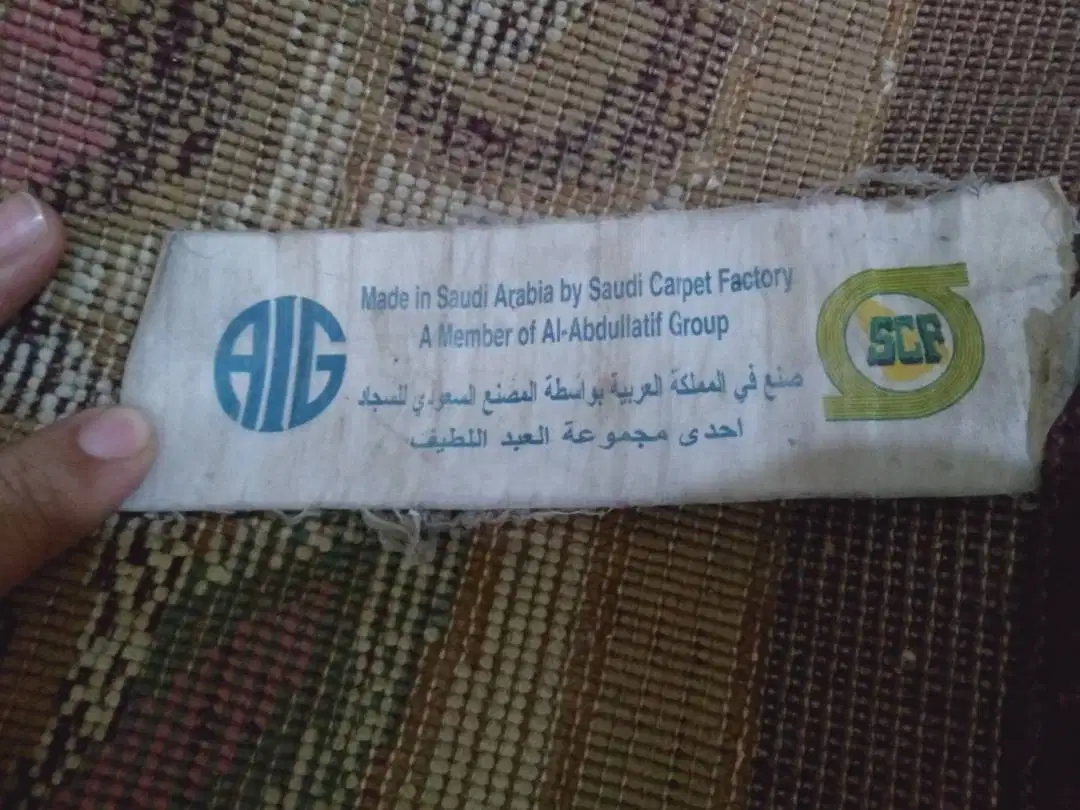 AIG
Made in Saudi Arabia by Saudi Carpet Factory
A Member of Al-Abdullatif Group
صنع في المملكة العربية بواسطة المصنع السعودي للسجاد
احدى مجموعة العبد اللطيف
SCF